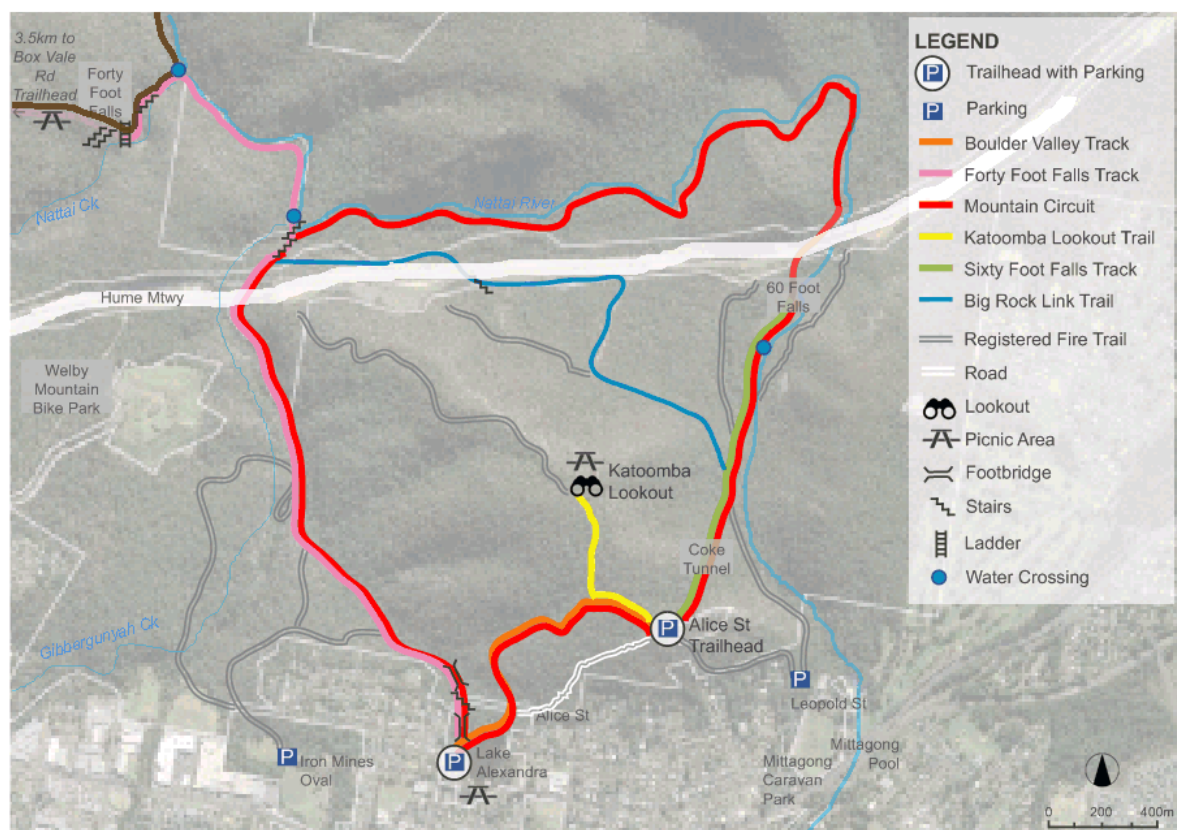 3.5km to
Box Vale
Rd
Trailhead
Forty
Foot
Falls
Nattai Ck
Nattai River
Hume Mtwy
60 Foot
Falls
Welby
Mountain
Bike Park
Katoomba
Lookout
Coke
Tunnel
Gibbergunyah Ck
P
Alice St
Trailhead
P
Leopold St
Alice St
P
Iron Mines
Oval
P
Lake
Alexandra
Mittagong
Pool
Mittagong
Caravan
Park
0 200 400m
LEGEND
P Trailhead with Parking
P Parking
Boulder Valley Track
Forty Foot Falls Track
Mountain Circuit
Katoomba Lookout Trail
Sixty Foot Falls Track
Big Rock Link Trail
Registered Fire Trail
Road
Lookout
Picnic Area
Footbridge
Stairs
Ladder
Water Crossing